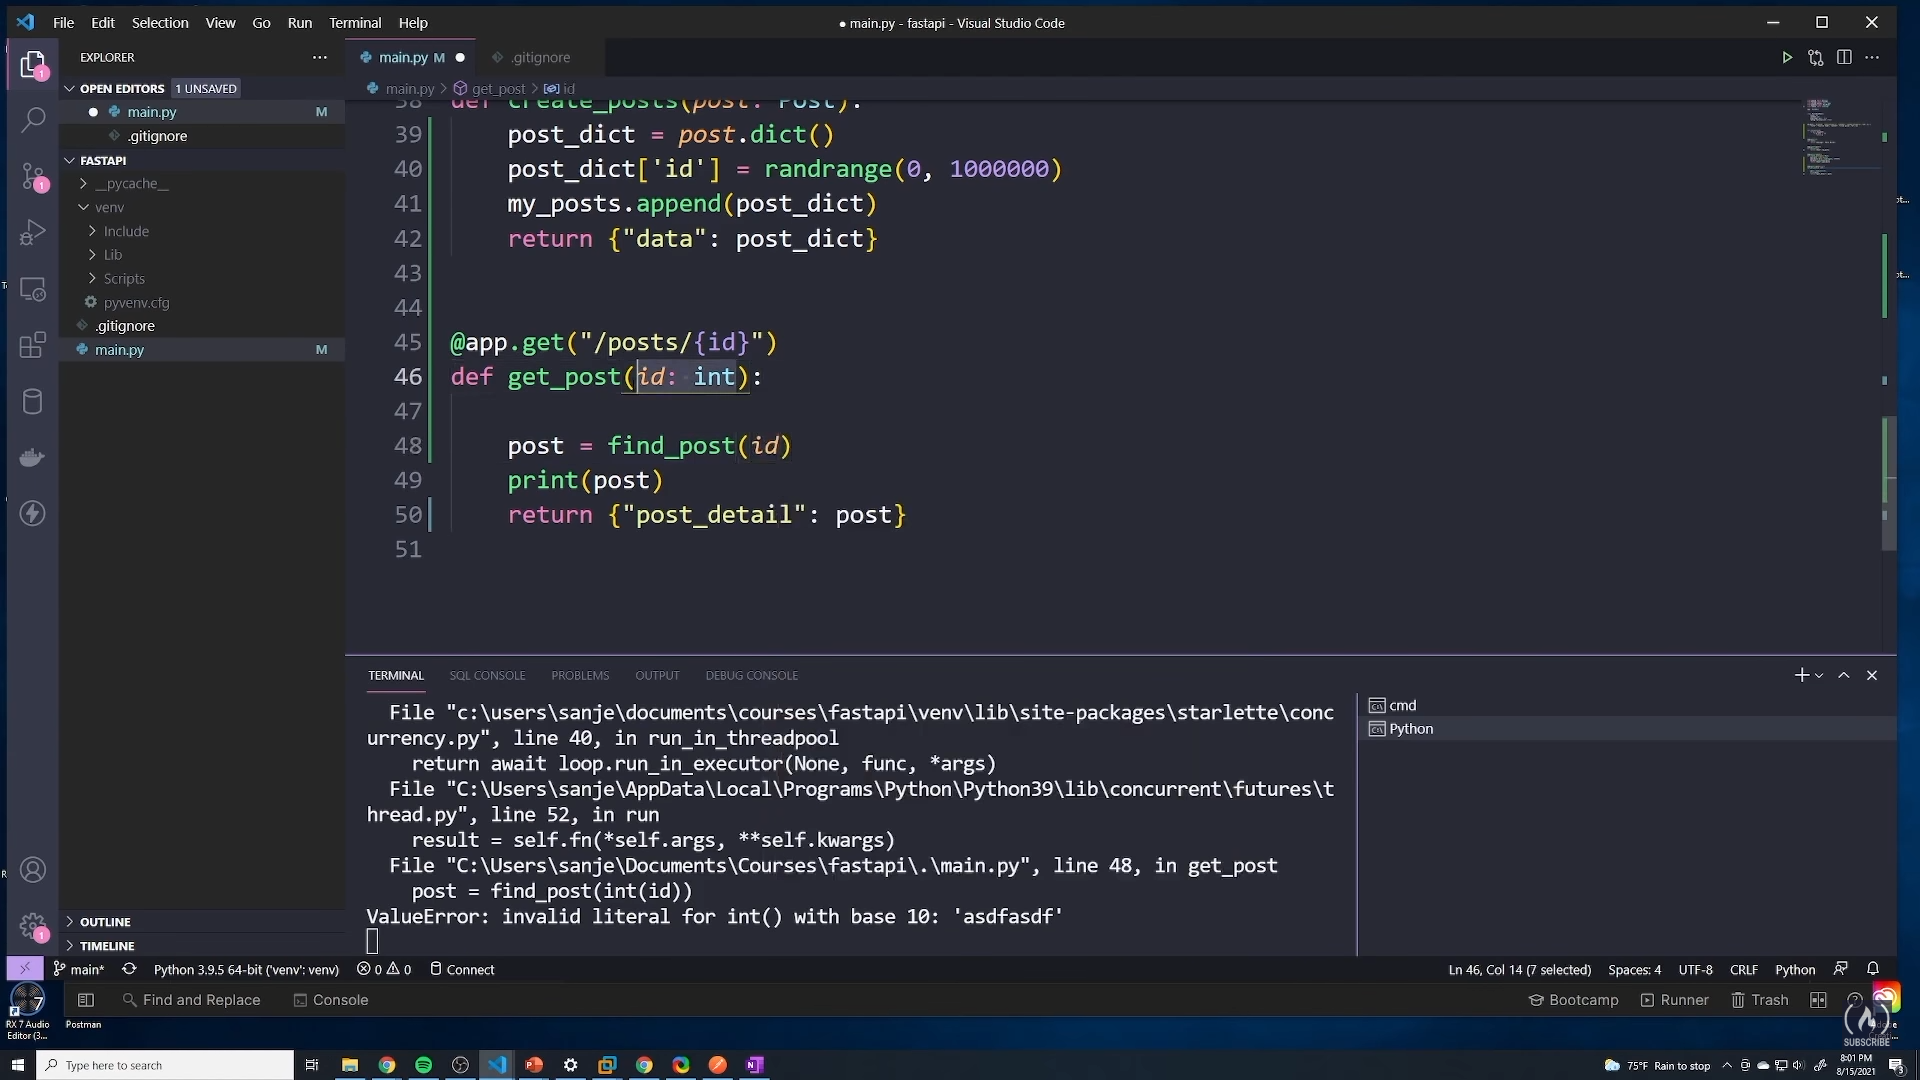 File Edit Selection View Go Run Terminal Help
● main.py - fastapi - Visual Studio Code
EXPLORER
OPEN EDITORS 1 UNSAVED
main.py M
.gitignore
FASTAPI
__pycache__
venv
Include
Lib
Scripts
pyvenv.cfg
.gitignore
main.py M
OUTLINE
TIMELINE
main.py M
.gitignore
main.py > get_post > id
38 def create_posts(post: Post):
39 post_dict = post.dict()
40 post_dict['id'] = randrange(0, 1000000)
41 my_posts.append(post_dict)
42 return {"data": post_dict}
43
44
45 @app.get("/posts/{id}")
46 def get_post(id: int):
47
48 post = find_post(id)
49 print(post)
50 return {"post_detail": post}
51
TERMINAL SQL CONSOLE PROBLEMS OUTPUT DEBUG CONSOLE
File "c:\users\sanje\documents\courses\fastapi\venv\lib\site-packages\starlette\conc
urrency.py", line 40, in run_in_threadpool
return await loop.run_in_executor(None, func, *args)
File "C:\Users\sanje\AppData\Local\Programs\Python\Python39\lib\concurrent\futures\t
hread.py", line 52, in run
result = self.fn(*self.args, **self.kwargs)
File "C:\Users\sanje\Documents\Courses\fastapi\.\main.py", line 48, in get_post
post = find_post(int(id))
ValueError: invalid literal for int() with base 10: 'asdfasdf'
cmd
Python
main* Python 3.9.5 64-bit ('venv': venv) 0 0 Connect
Ln 46, Col 14 (7 selected) Spaces: 4 UTF-8 CRLF Python
Find and Replace Console
Bootcamp Runner Trash
RX 7 Audio
Editor (3...
Postman
SUBSCRIBE
Type here to search
75°F Rain to stop
8:01 PM
8/15/2021